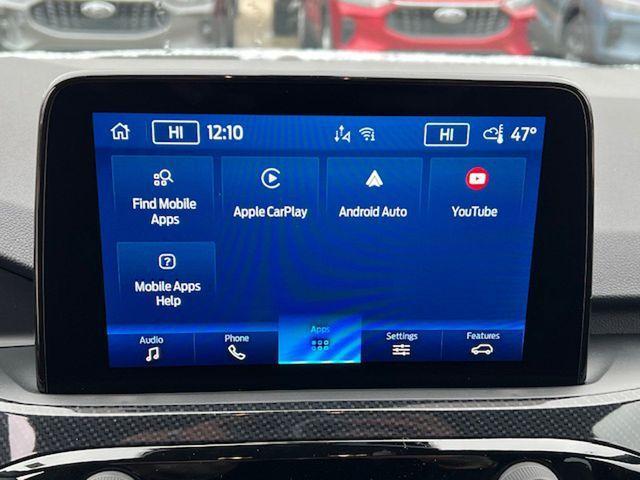 HI 12:10 HI 47°
Find Mobile
Apps
Apple CarPlay
Android Auto
YouTube
Mobile Apps
Help
Audio
Phone
Apps
Settings
Features